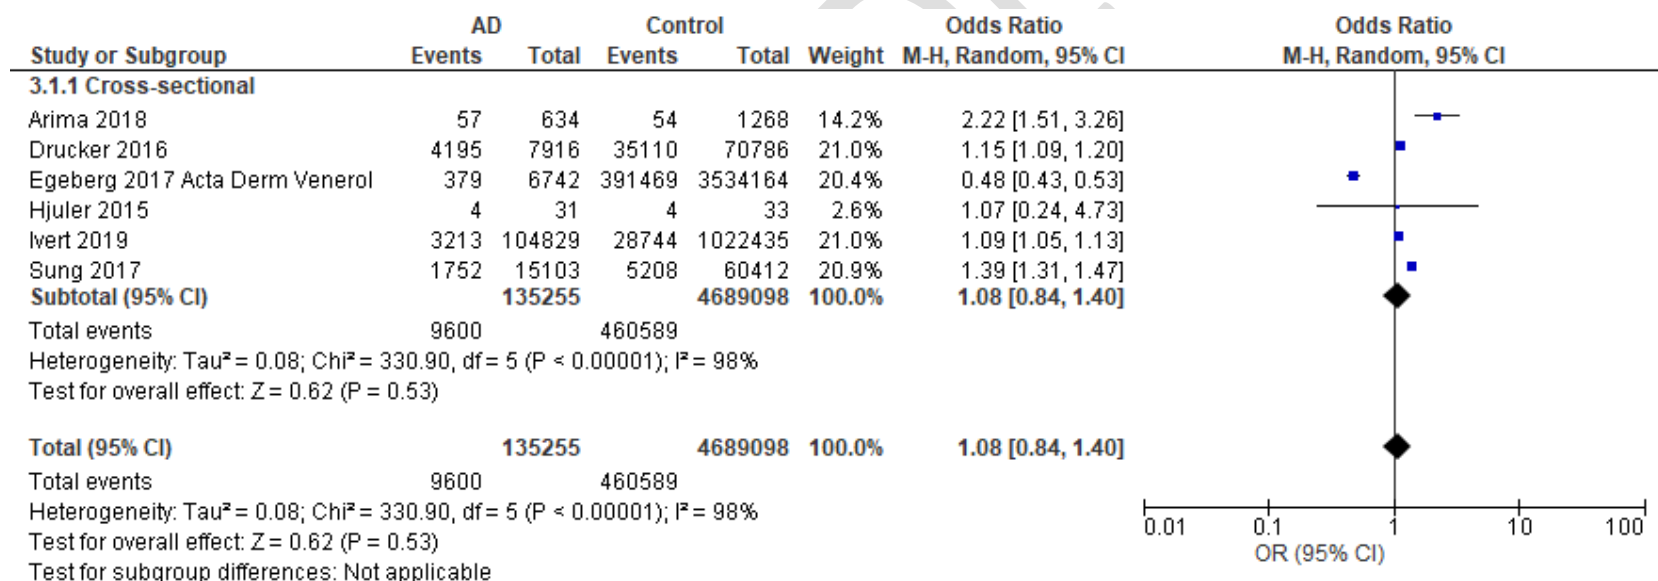 AD Control Odds Ratio Odds Ratio
Study or Subgroup Events Total Events Total Weight M-H, Random, 95% CI M-H, Random, 95% CI
3.1.1 Cross-sectional
Arima 2018 57 634 54 1268 14.2% 2.22 [1.51, 3.26]
Drucker 2016 4195 7916 35110 70786 21.0% 1.15 [1.09, 1.20]
Egeberg 2017 Acta Derm Venerol 379 6742 391469 3534164 20.4% 0.48 [0.43, 0.53]
Hjuler 2015 4 31 4 33 2.6% 1.07 [0.24, 4.73]
Ivert 2019 3213 104829 28744 1022435 21.0% 1.09 [1.05, 1.13]
Sung 2017 1752 15103 5208 60412 20.9% 1.39 [1.31, 1.47]
Subtotal (95% CI) 135255 4689098 100.0% 1.08 [0.84, 1.40]
Total events 9600 460589
Heterogeneity: Tau² = 0.08; Chi² = 330.90, df = 5 (P < 0.00001); I² = 98%
Test for overall effect: Z = 0.62 (P = 0.53)
Total (95% CI) 135255 4689098 100.0% 1.08 [0.84, 1.40]
Total events 9600 460589
Heterogeneity: Tau² = 0.08; Chi² = 330.90, df = 5 (P < 0.00001); I² = 98%
Test for overall effect: Z = 0.62 (P = 0.53)
Test for subgroup differences: Not applicable
0.01 0.1 1 10 100
OR (95% CI)